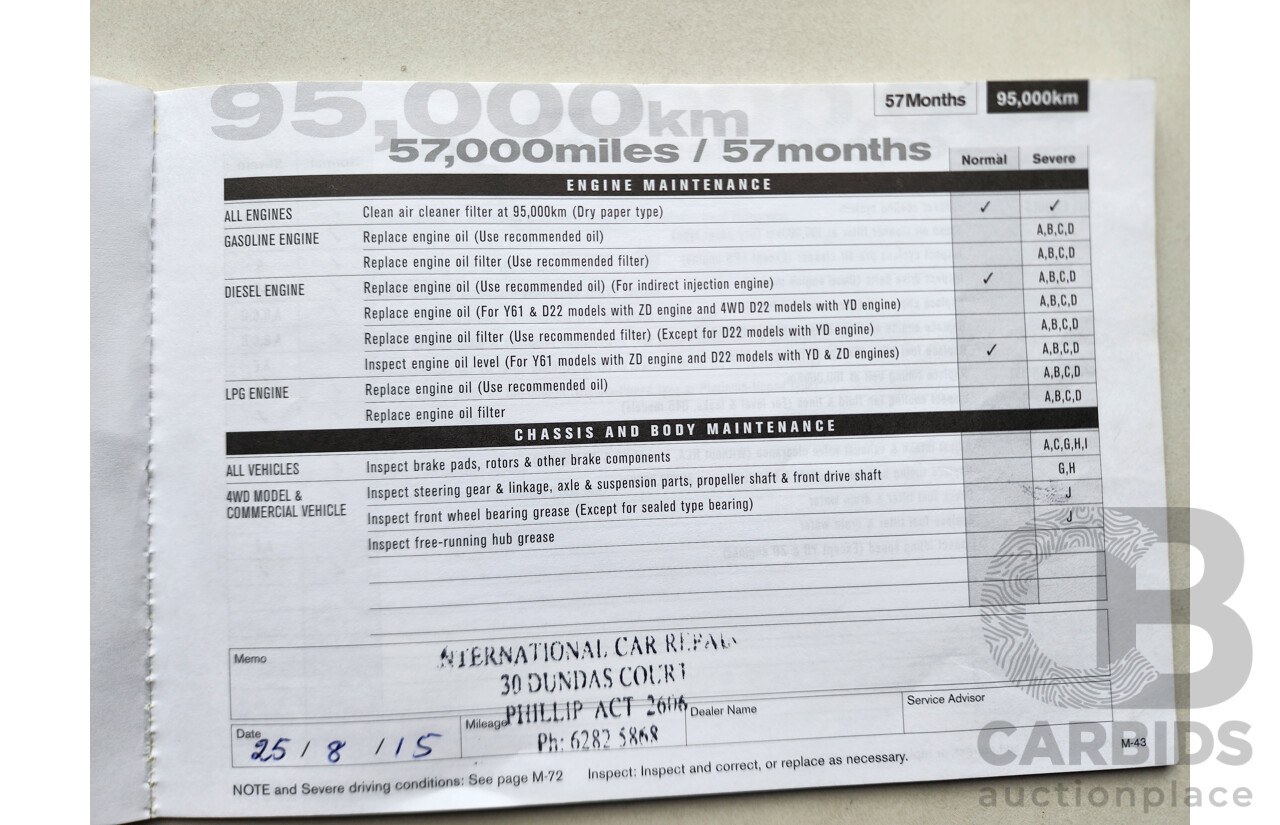 95,000km
57Months 95,000km
57,000miles / 57months
Normal Severe
ENGINE MAINTENANCE
ALL ENGINES Clean air cleaner filter at 95,000km (Dry paper type) ✓ ✓
GASOLINE ENGINE Replace engine oil (Use recommended oil) A,B,C,D
Replace engine oil filter (Use recommended filter) A,B,C,D
DIESEL ENGINE Replace engine oil (Use recommended oil) (For indirect injection engine) ✓ A,B,C,D
Replace engine oil (For Y61 & D22 models with ZD engine and 4WD D22 models with YD engine) A,B,C,D
Replace engine oil filter (Use recommended filter) (Except for D22 models with YD engine) A,B,C,D
Inspect engine oil level (For Y61 models with ZD engine and D22 models with YD & ZD engines) ✓ A,B,C,D
LPG ENGINE Replace engine oil (Use recommended oil) A,B,C,D
Replace engine oil filter A,B,C,D
CHASSIS AND BODY MAINTENANCE
ALL VEHICLES Inspect brake pads, rotors & other brake components A,C,G,H,I
4WD MODEL & COMMERCIAL VEHICLE Inspect steering gear & linkage, axle & suspension parts, propeller shaft & front drive shaft G,H
Inspect front wheel bearing grease (Except for sealed type bearing) J
Inspect free-running hub grease J
Memo
INTERNATIONAL CAR REPAIR
30 DUNDAS COURT
PHILLIP ACT 2606
Ph: 6282 5868
Date 25 / 8 / 15
Mileage
Dealer Name
Service Advisor
NOTE and Severe driving conditions: See page M-72 Inspect: Inspect and correct, or replace as necessary.
M-43
CB
CARBIDS
auctionplace